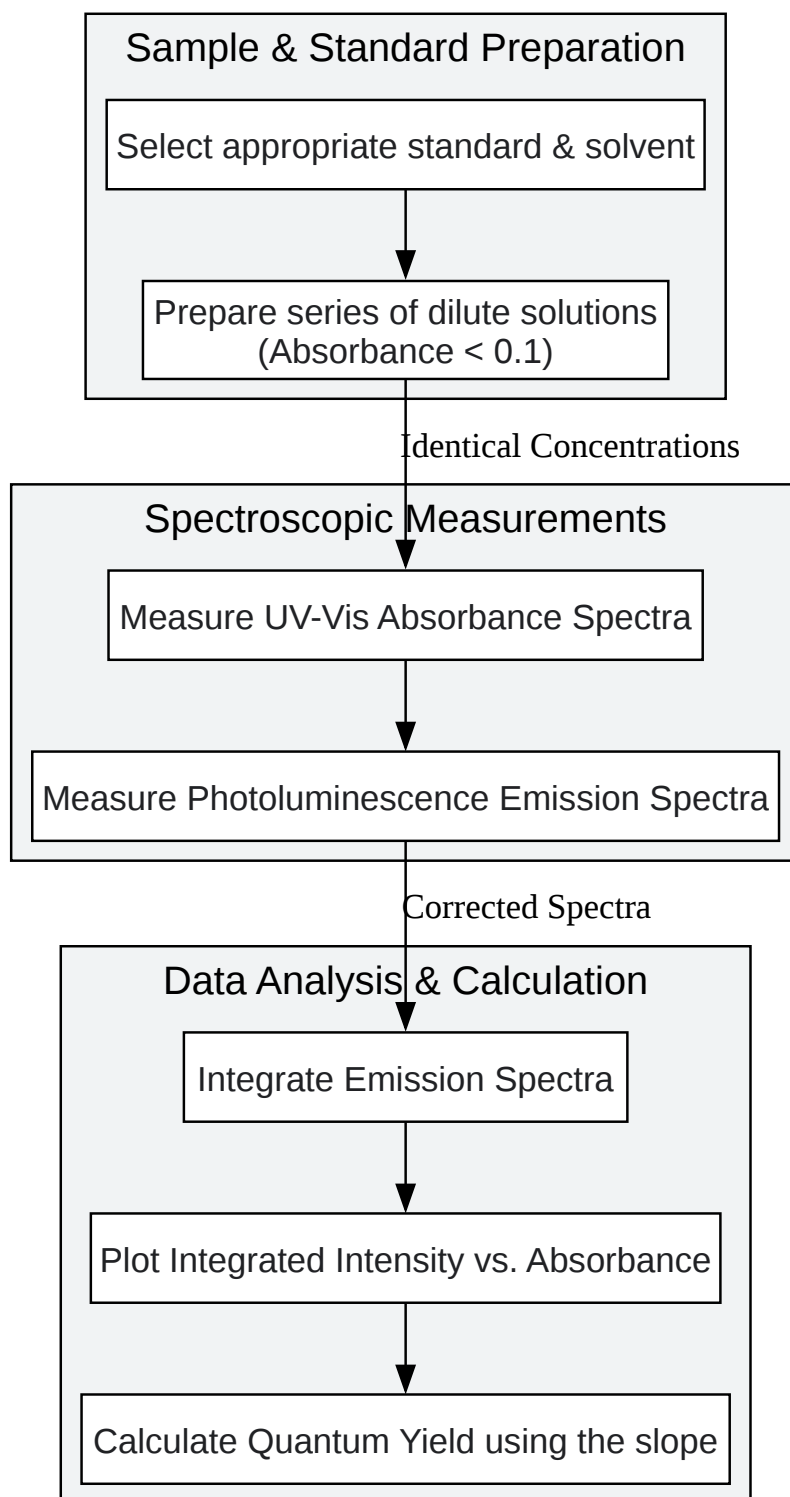 Sample & Standard Preparation
Select appropriate standard & solvent
Prepare series of dilute solutions
(Absorbance < 0.1)
Identical Concentrations
Spectroscopic Measurements
Measure UV-Vis Absorbance Spectra
Measure Photoluminescence Emission Spectra
Corrected Spectra
Data Analysis & Calculation
Integrate Emission Spectra
Plot Integrated Intensity vs. Absorbance
Calculate Quantum Yield using the slope